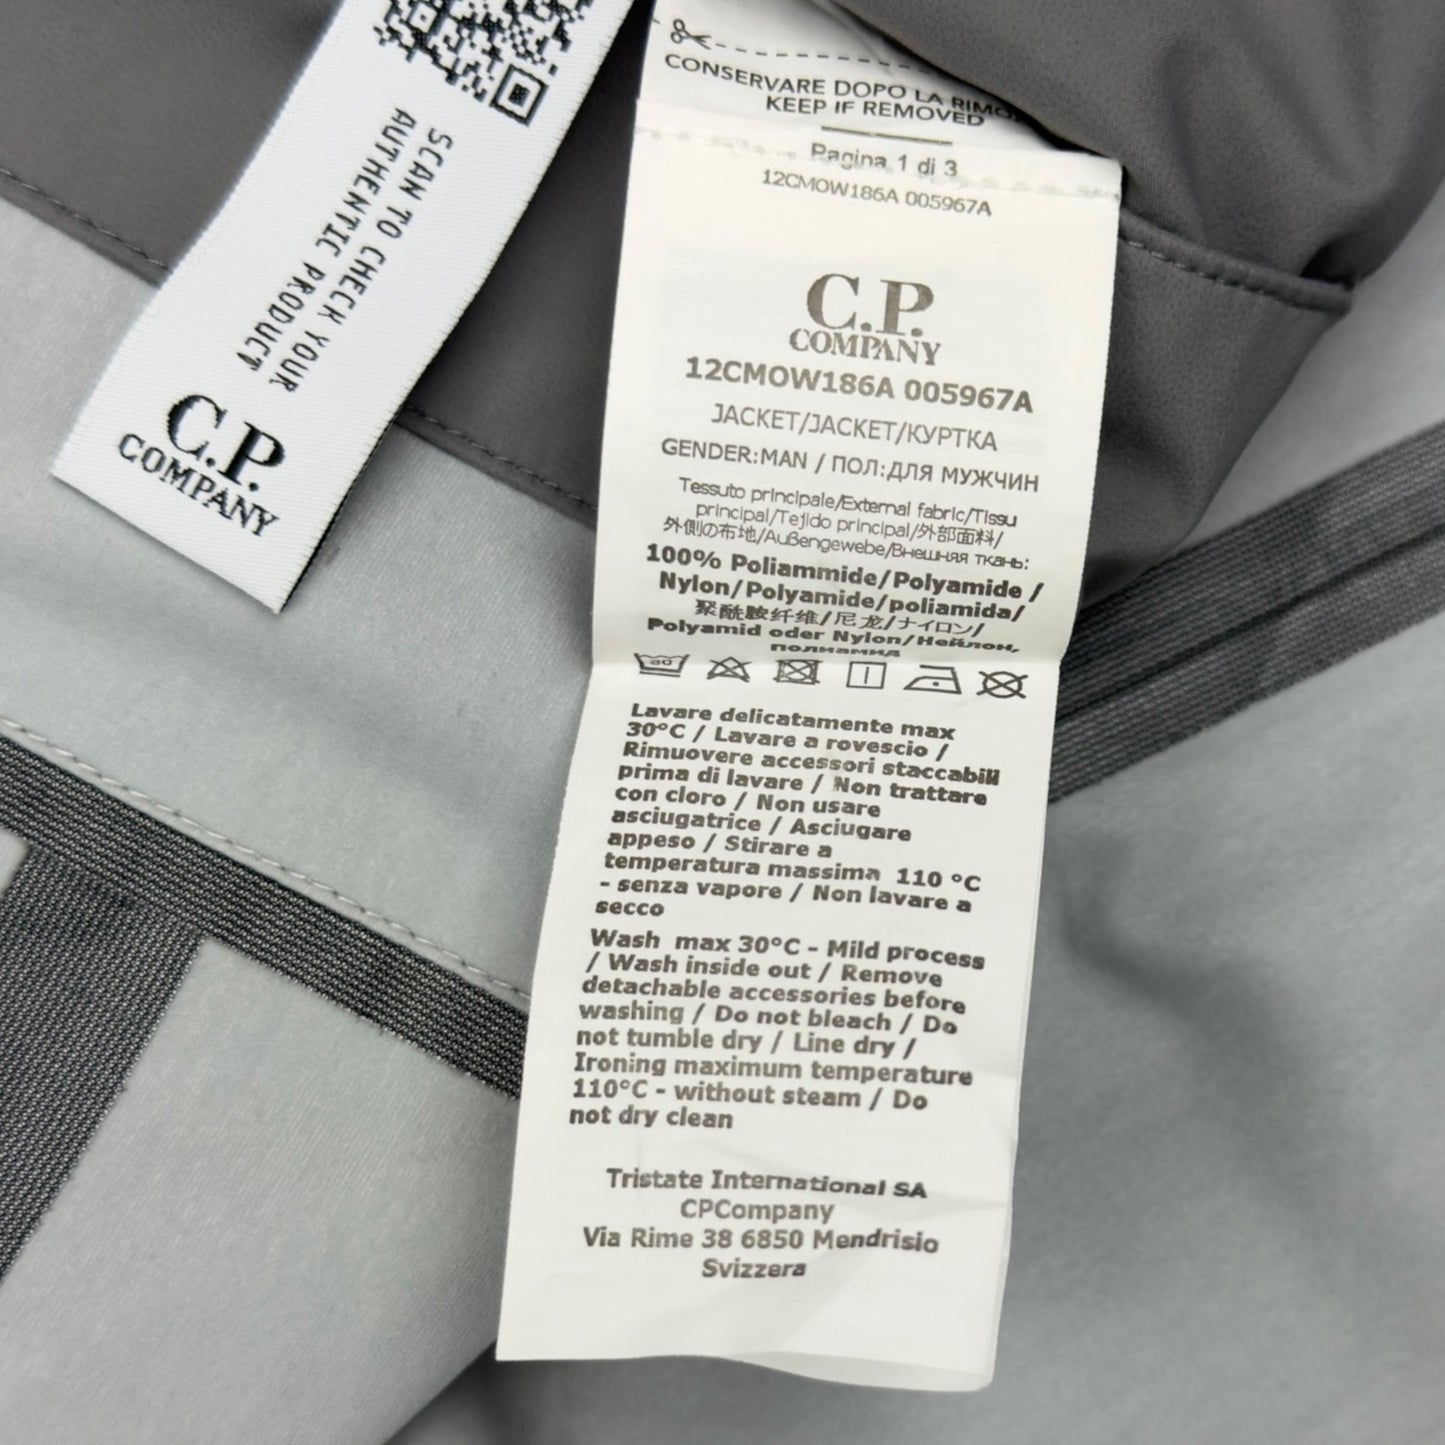 SCAN TO CHECK YOUR
AUTHENTIC PRODUCT
C.P.
COMPANY
CONSERVARE DOPO LA
KEEP IF REMOVED
Pagina 1 di 3
12CMOW186A 005967A
C.P.
COMPANY
12CMOW186A 005967A
JACKET/JACKET/КУРТКА
GENDER:MAN / ПОЛ:ДЛЯ МУЖЧИН
Tessuto principale/External fabric/Tissu
principal/Tejido principal/外部面料/
外側の布地/Außengewebe/Внешняя ткань:
100% Poliammide/Polyamide /
Nylon/Polyamide/poliamida/
聚酰胺纤维/尼龙/ナイロン/
Polyamid oder Nylon/Нейлон,
полиамид
30
Lavare delicatamente max
30°C / Lavare a rovescio /
Rimuovere accessori staccabili
prima di lavare / Non trattare
con cloro / Non usare
asciugatrice / Asciugare
appeso / Stirare a
temperatura massima 110 °C
- senza vapore / Non lavare a
secco
Wash max 30°C - Mild process
/ Wash inside out / Remove
detachable accessories before
washing / Do not bleach / Do
not tumble dry / Line dry /
Ironing maximum temperature
110°C - without steam / Do
not dry clean
Tristate International SA
CPCompany
Via Rime 38 6850 Mendrisio
Svizzera